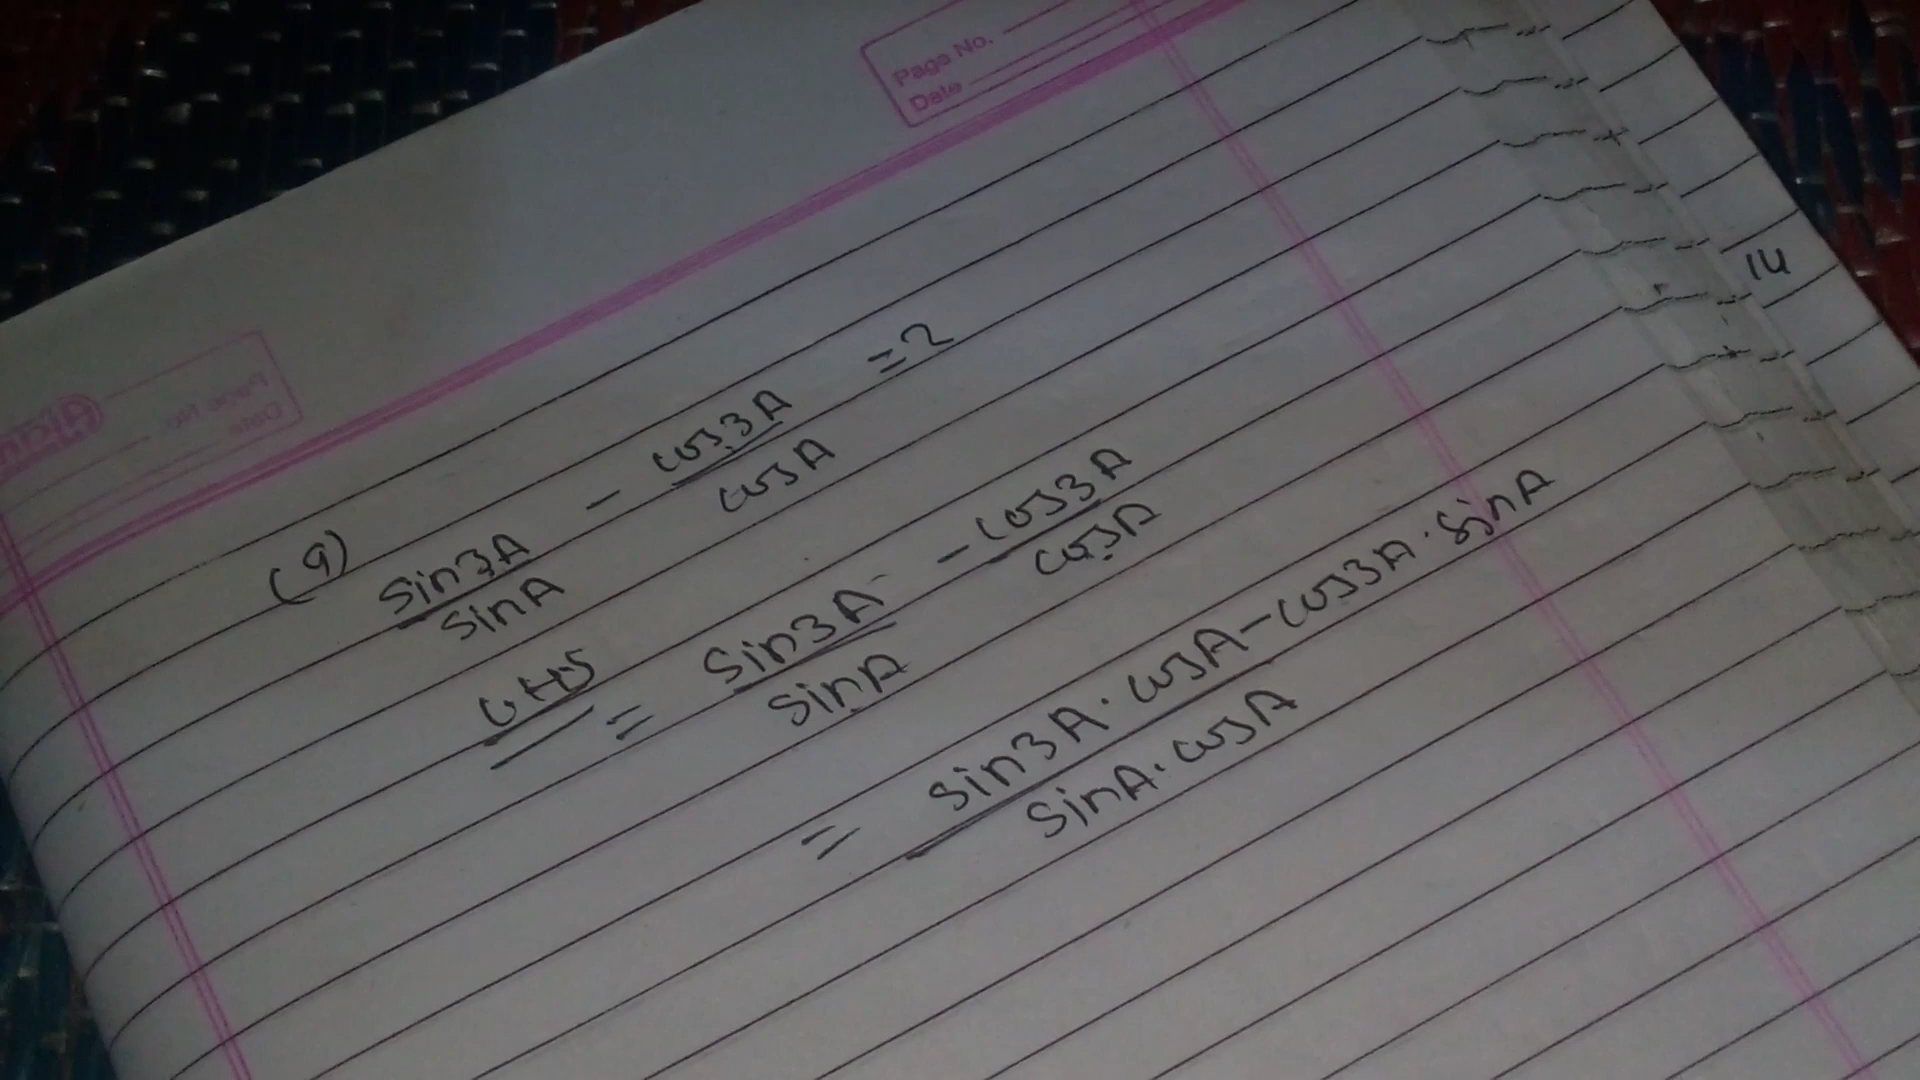 Page No.
Date
14
(9)
sin3A/sinA - cos3A/cosA = 2
LHS
= sin3A/sinA - cos3A/cosA
= sin3A · cosA - cos3A · sinA / sinA · cosA